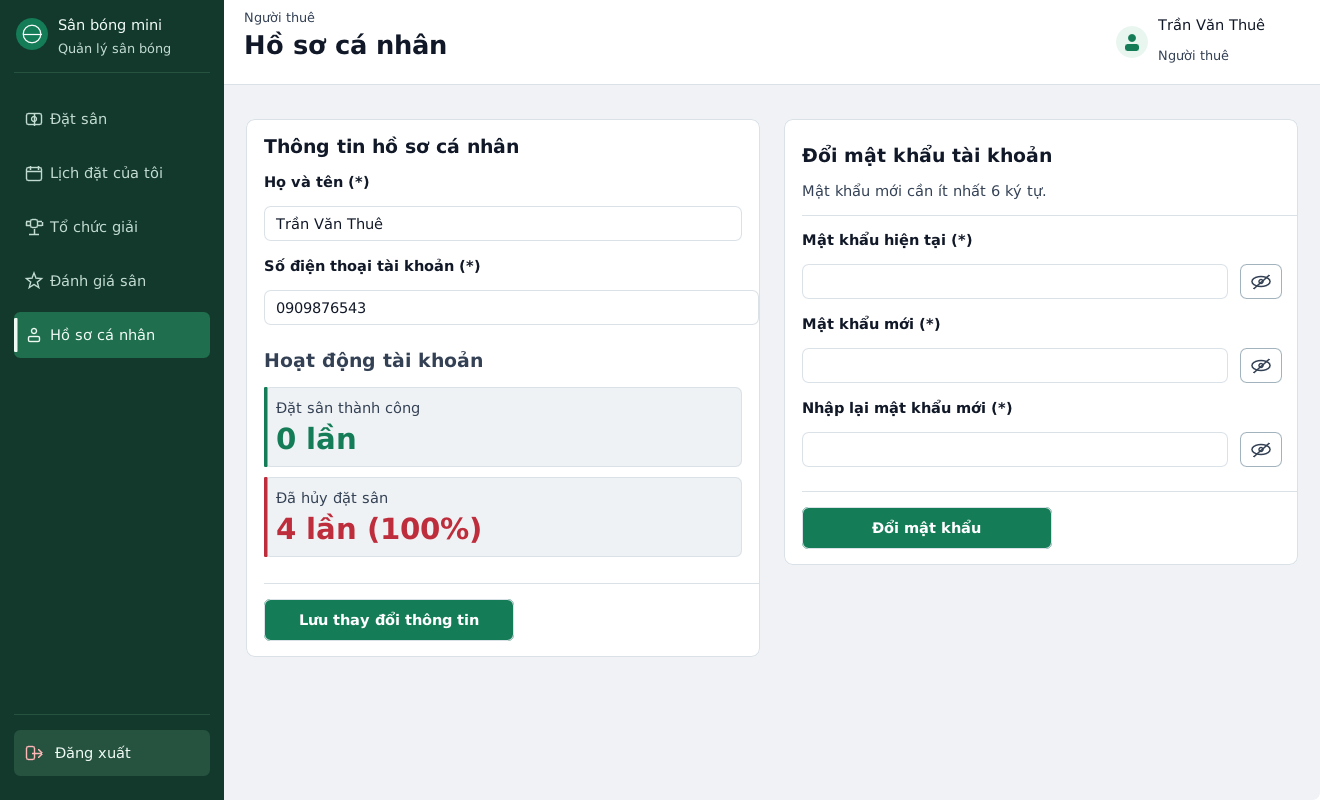 Sân bóng mini
Quản lý sân bóng
Đặt sân
Lịch đặt của tôi
Tổ chức giải
Đánh giá sân
Hồ sơ cá nhân
Đăng xuất
Người thuê
Hồ sơ cá nhân
Trần Văn Thuê
Người thuê
Thông tin hồ sơ cá nhân
Họ và tên (*)
Trần Văn Thuê
Số điện thoại tài khoản (*)
0909876543
Hoạt động tài khoản
Đặt sân thành công
0 lần
Đã hủy đặt sân
4 lần (100%)
Lưu thay đổi thông tin
Đổi mật khẩu tài khoản
Mật khẩu mới cần ít nhất 6 ký tự.
Mật khẩu hiện tại (*)
Mật khẩu mới (*)
Nhập lại mật khẩu mới (*)
Đổi mật khẩu